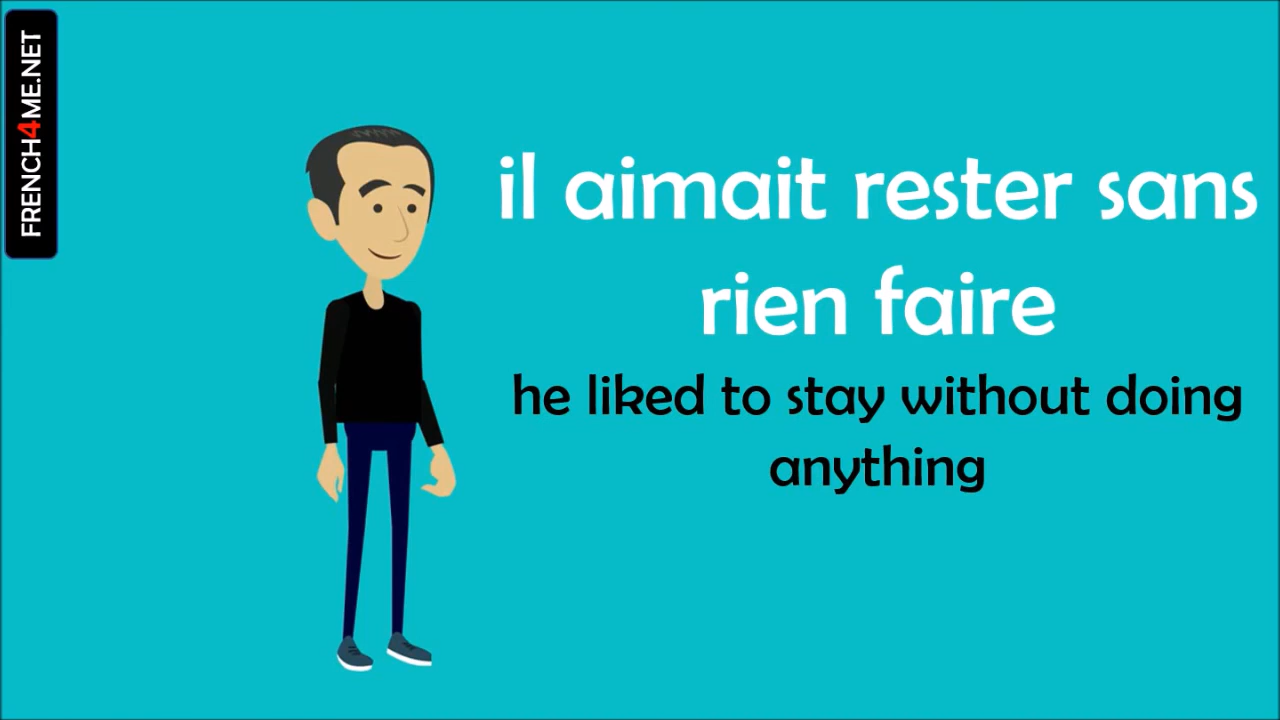 FRENCH4ME.NET
il aimait rester sans
rien faire
he liked to stay without doing
anything